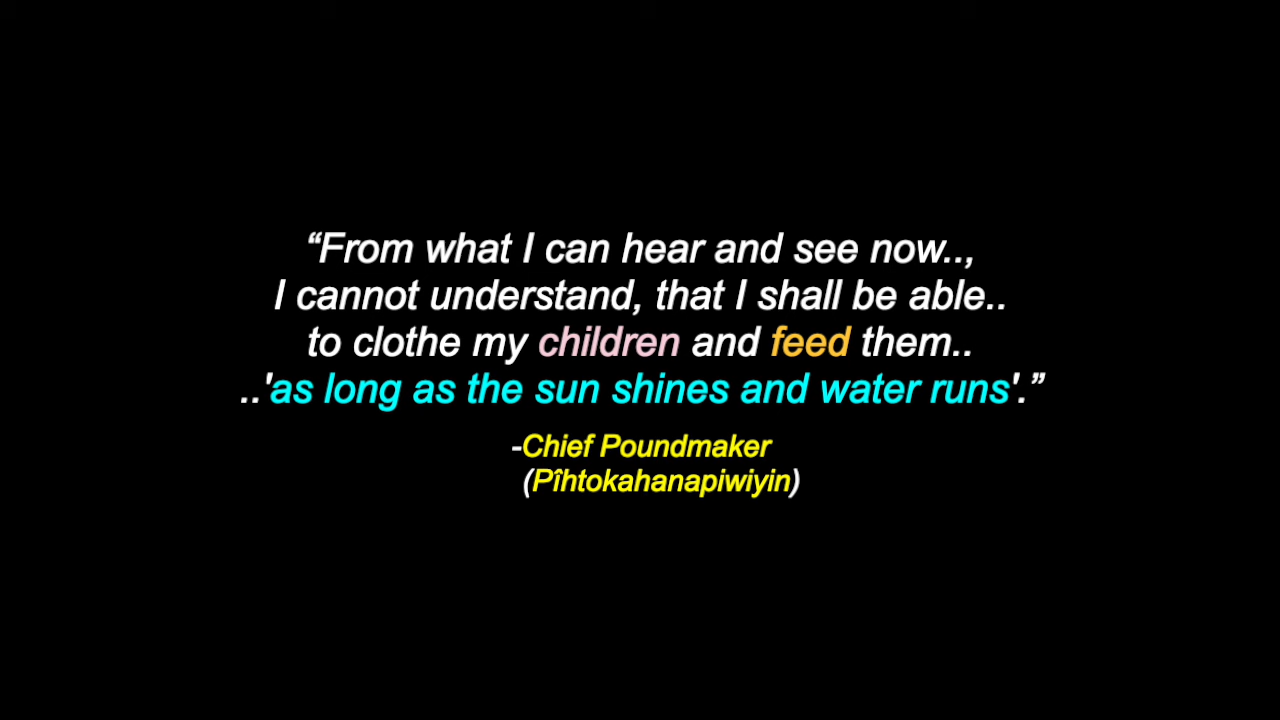 “From what I can hear and see now..,
I cannot understand, that I shall be able..
to clothe my children and feed them..
..'as long as the sun shines and water runs'.”
-Chief Poundmaker
(Pîhtokahanapiwiyin)